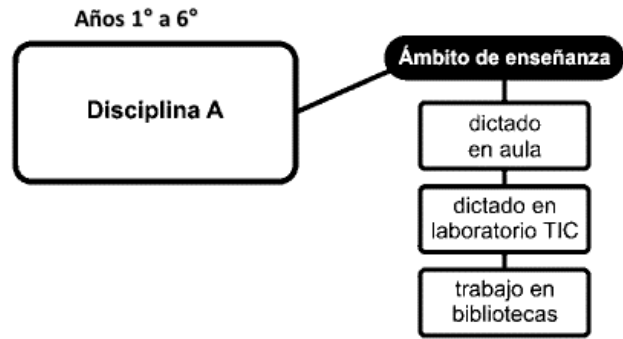 Años 1° a 6°
Disciplina A
Ámbito de enseñanza
dictado
en aula
dictado en
laboratorio TIC
trabajo en
bibliotecas